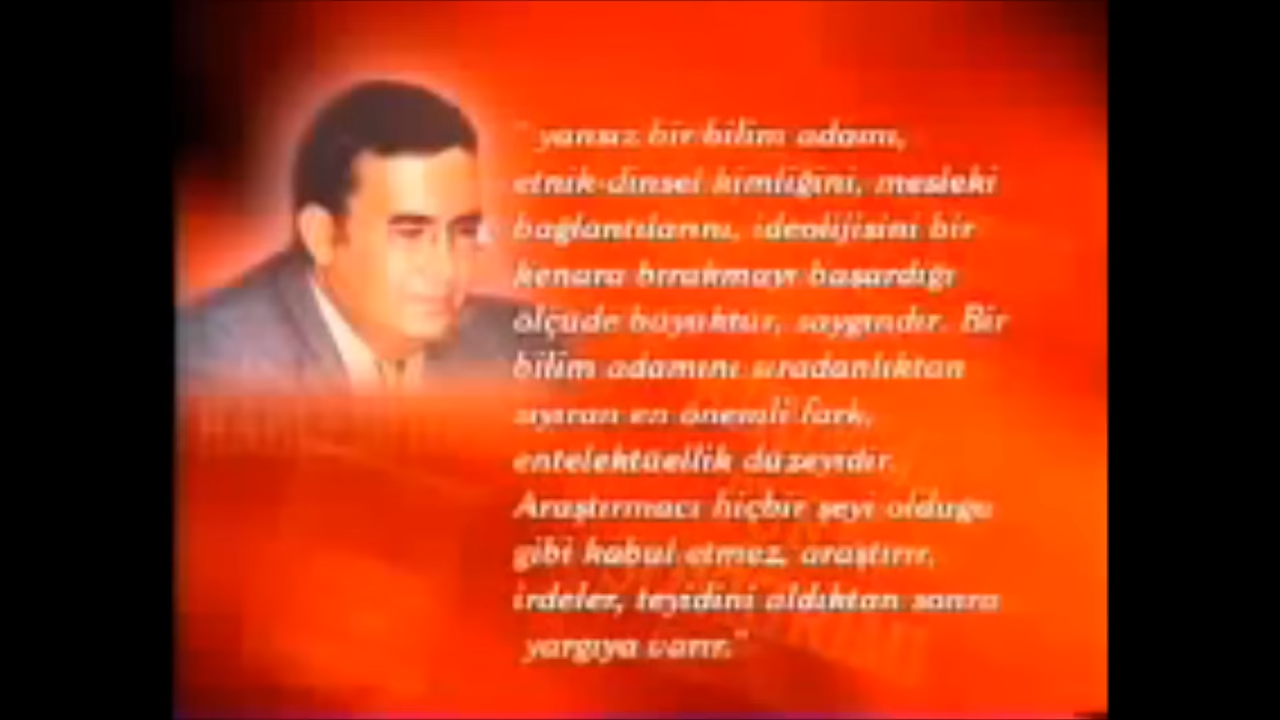 " yansız bir bilim adamı,
etnik-dinsel kimliğini, mesleki
bağlantılarını, ideolijisini bir
kenara bırakmayı başardığı
ölçüde büyüktür, saygındır. Bir
bilim adamını sıradanlıktan
sıyıran en önemli fark,
entelektüellik düzeyidir.
Araştırmacı hiçbir şeyi olduğu
gibi kabul etmez, araştırır,
irdeler, teyidini aldıktan sonra
yargıya varır."